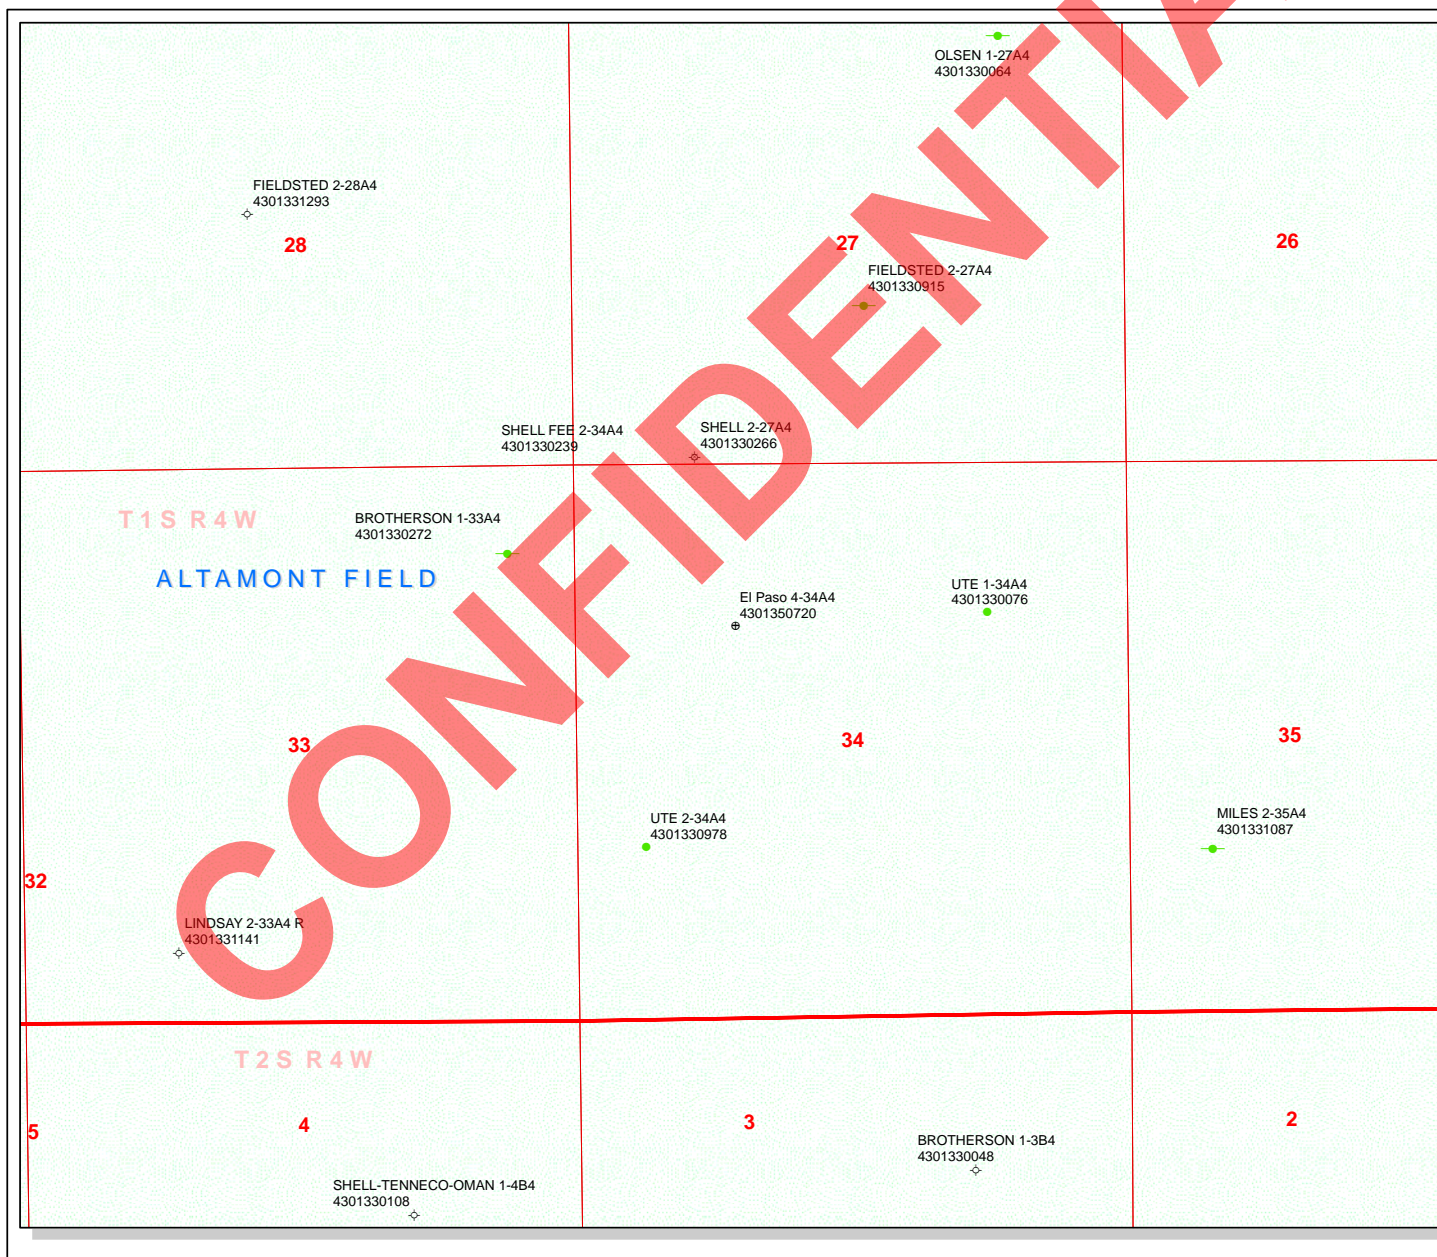 OLSEN 1-27A4
4301330064
FIELDSTED 2-28A4
4301331293
28
27
26
FIELDSTED 2-27A4
4301330915
SHELL FEE 2-34A4
4301330239
SHELL 2-27A4
4301330266
T1S R4W
BROTHERSON 1-33A4
4301330272
ALTAMONT FIELD
El Paso 4-34A4
4301350720
UTE 1-34A4
4301330076
33
34
35
UTE 2-34A4
4301330978
MILES 2-35A4
4301331087
32
LINDSAY 2-33A4 R
4301331141
T2S R4W
5
4
3
2
BROTHERSON 1-3B4
4301330048
SHELL-TENNECO-OMAN 1-4B4
4301330108
CONFIDENTIA